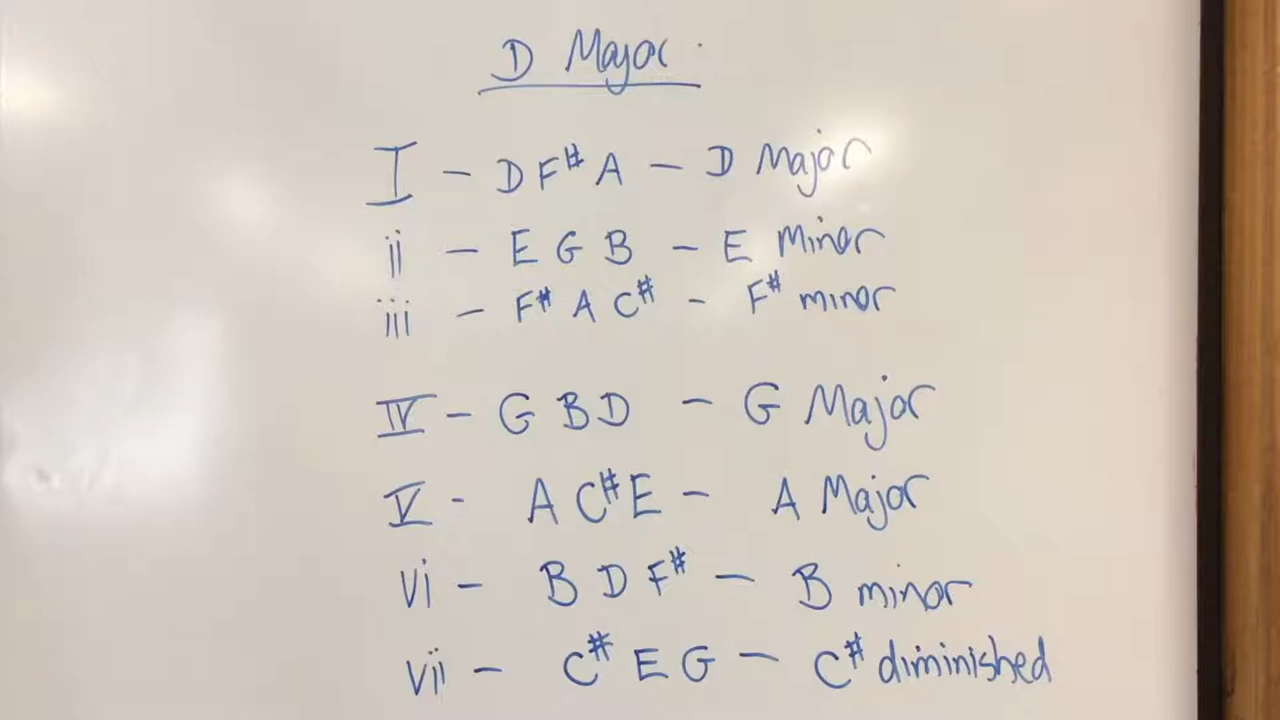 D Major
I - D F# A - D Major
ii - E G B - E Minor
iii - F# A C# - F# minor
IV - G B D - G Major
V - A C# E - A Major
vi - B D F# - B minor
vii - C# E G - C# diminished